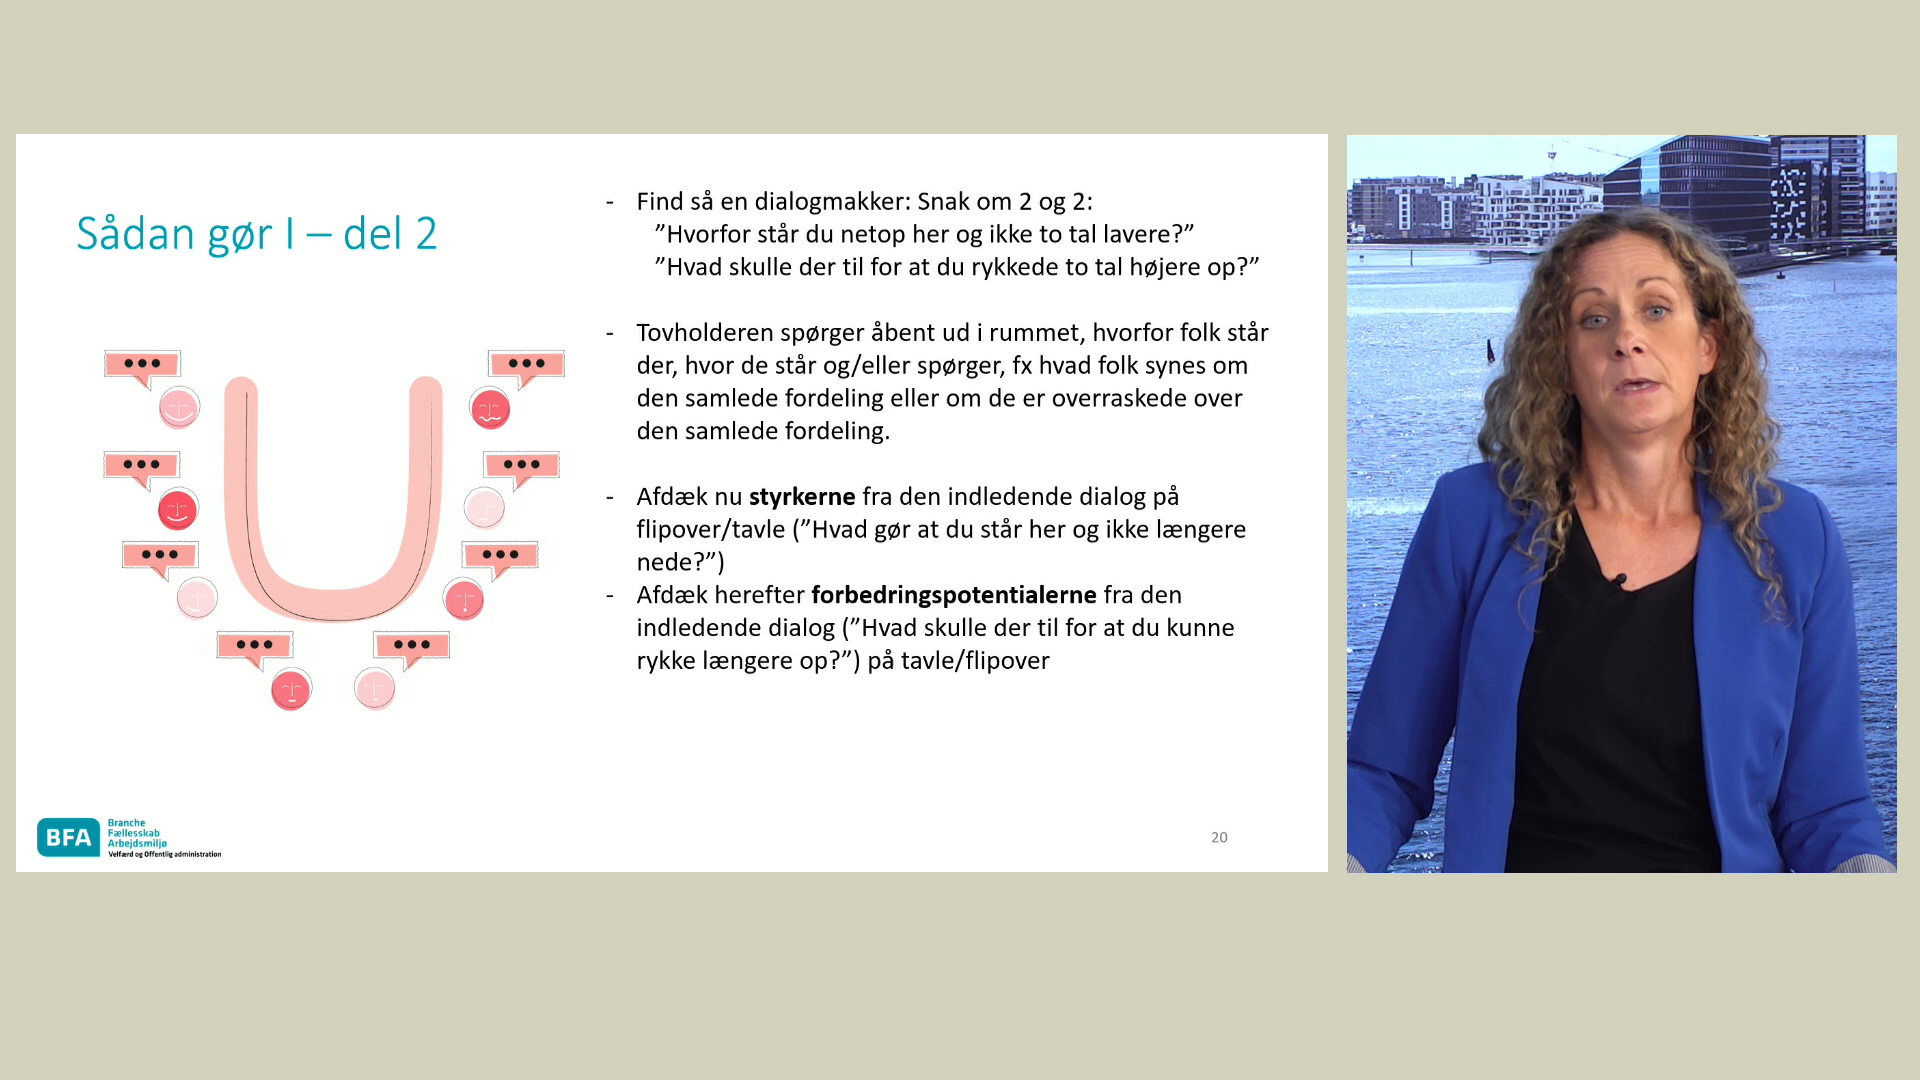 Sådan gør I – del 2
- Find så en dialogmakker: Snak om 2 og 2:
”Hvorfor står du netop her og ikke to tal lavere?”
”Hvad skulle der til for at du rykkede to tal højere op?”
- Tovholderen spørger åbent ud i rummet, hvorfor folk står
der, hvor de står og/eller spørger, fx hvad folk synes om
den samlede fordeling eller om de er overraskede over
den samlede fordeling.
- Afdæk nu styrkerne fra den indledende dialog på
flipover/tavle (”Hvad gør at du står her og ikke længere
nede?”)
- Afdæk herefter forbedringspotentialerne fra den
indledende dialog (”Hvad skulle der til for at du kunne
rykke længere op?”) på tavle/flipover
BFA
Branche
Fællesskab
Arbejdsmiljø
Velfærd og Offentlig administration
20